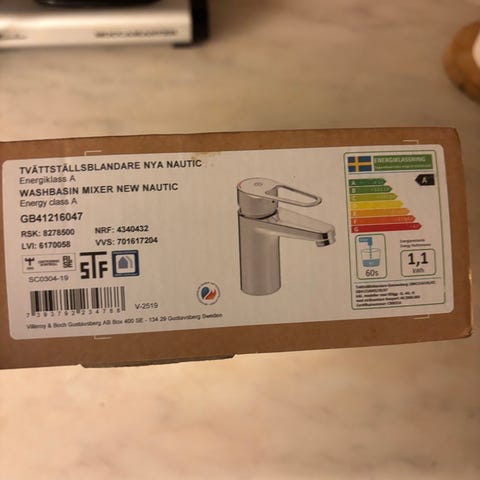 TVÄTTSTÄLLSBLANDARE NYA NAUTIC
Energiklass A
WASHBASIN MIXER NEW NAUTIC
Energy class A
GB41216047
RSK: 8278500 NRF: 4340432
LVI: 6170058 VVS: 701617204
SC0304-19
STF
7393792234788
V-2519
Villeroy & Boch Gustavsberg AB Box 400 SE - 134 29 Gustavsberg Sweden
ENERGIKLASSNING
A
B
C
D
E
F
G
A
60s
1,1
kWh